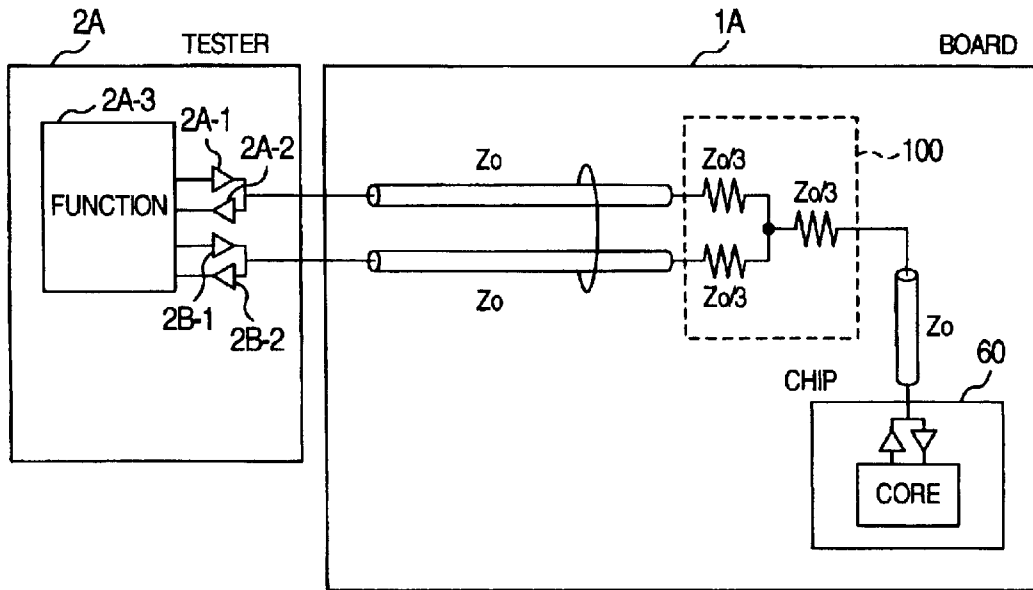 2A
TESTER
1A
BOARD
2A-3
2A-1
2A-2
FUNCTION
2B-1
2B-2
Zo
Zo
Zo/3
Zo/3
Zo/3
100
Zo
CHIP
60
CORE